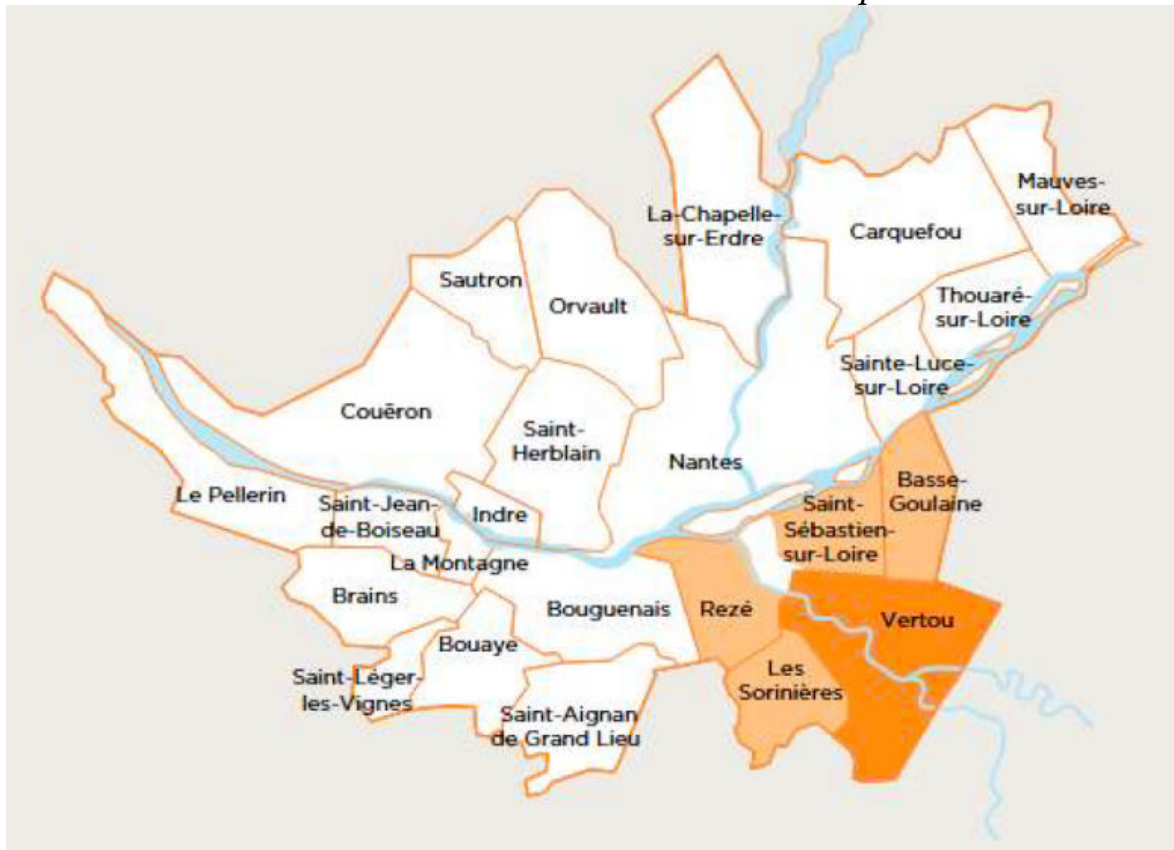 Mauves-
sur-Loire
La-Chapelle-
sur-Erdre
Carquefou
Sautron
Orvault
Thouaré-
sur-Loire
Sainte-Luce-
sur-Loire
Couëron
Saint-
Herblain
Nantes
Basse-
Goulaine
Le Pellerin
Saint-Jean-
de-Boiseau
Indre
Saint-
Sébastien-
sur-Loire
La Montagne
Brains
Bouguenais
Rezé
Vertou
Bouaye
Saint-Léger-
les-Vignes
Les
Sorinières
Saint-Aignan
de Grand Lieu